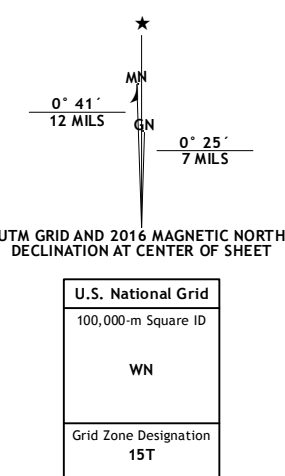 ★
MN
0° 41´
12 MILS
GN
0° 25´
7 MILS
UTM GRID AND 2016 MAGNETIC NORTH
DECLINATION AT CENTER OF SHEET
U.S. National Grid
100,000-m Square ID
WN
Grid Zone Designation
15T